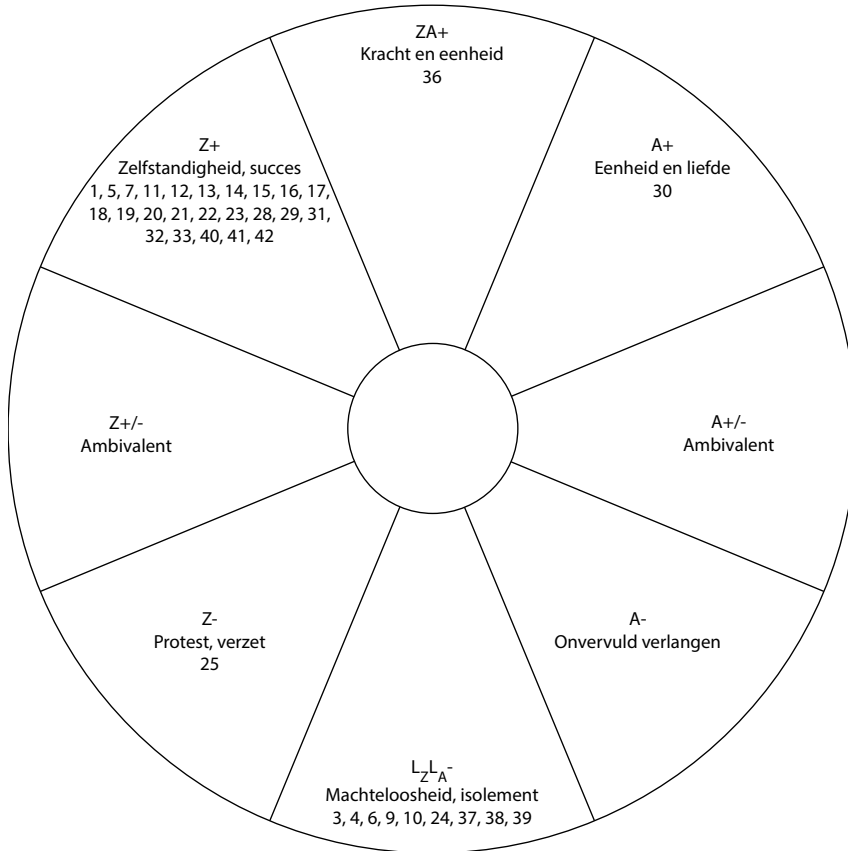 ZA+
Kracht en eenheid
36
Z+
Zelfstandigheid, succes
1, 5, 7, 11, 12, 13, 14, 15, 16, 17,
18, 19, 20, 21, 22, 23, 28, 29, 31,
32, 33, 40, 41, 42
A+
Eenheid en liefde
30
Z+/-
Ambivalent
A+/-
Ambivalent
Z-
Protest, verzet
25
A-
Onvervuld verlangen
LZLA-
Machteloosheid, isolement
3, 4, 6, 9, 10, 24, 37, 38, 39